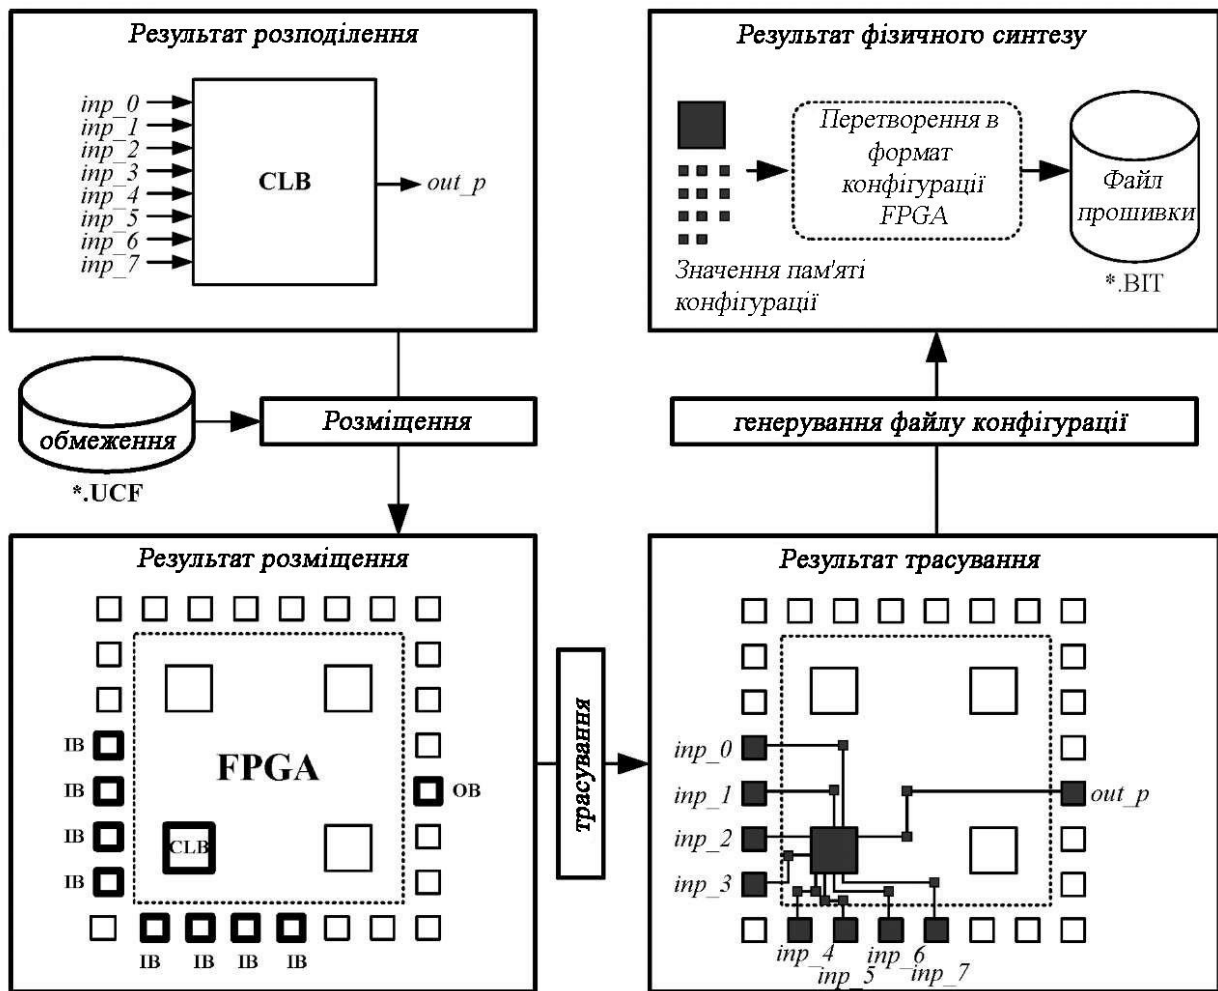 Результат розподілення
inp_0
inp_1
inp_2
inp_3
inp_4
inp_5
inp_6
inp_7
CLB
out_p
Результат фізичного синтезу
Перетворення в
формат
конфігурації
FPGA
Файл
прошивки
*.BIT
Значення пам'яті
конфігурації
обмеження
*.UCF
Розміщення
генерування файлу конфігурації
Результат розміщення
FPGA
IB
IB
IB
IB
CLB
OB
IB
IB
IB
IB
трасування
Результат трасування
inp_0
inp_1
inp_2
inp_3
out_p
inp_4
inp_5
inp_6
inp_7